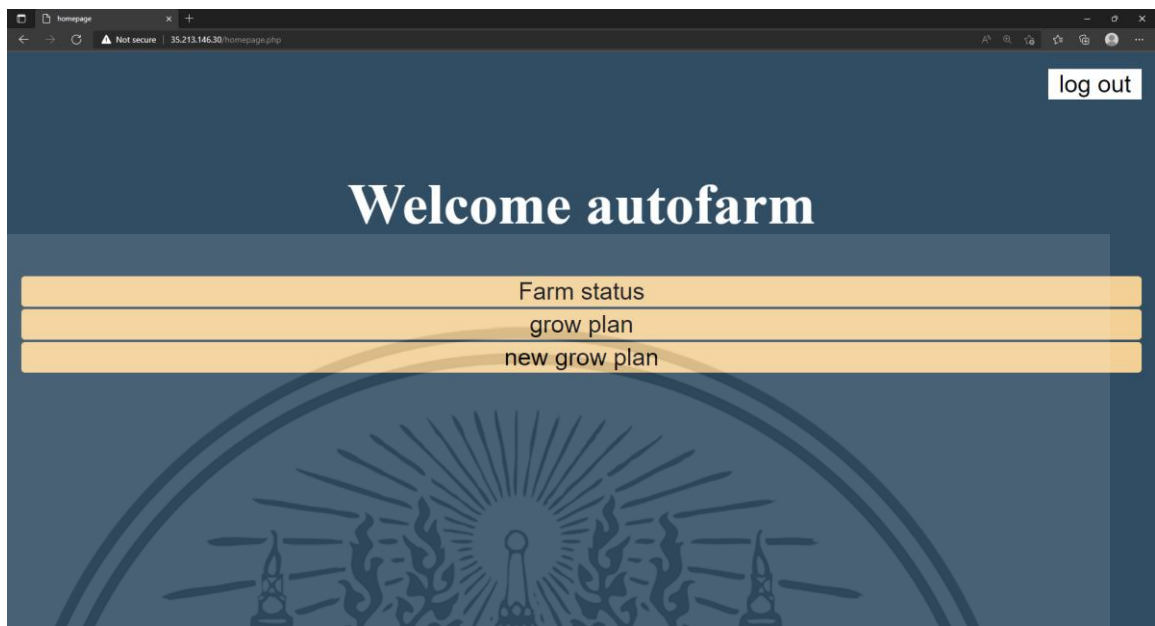 homepage
Not secure | 35.213.146.30/homepage.php
log out
Welcome autofarm
Farm status
grow plan
new grow plan